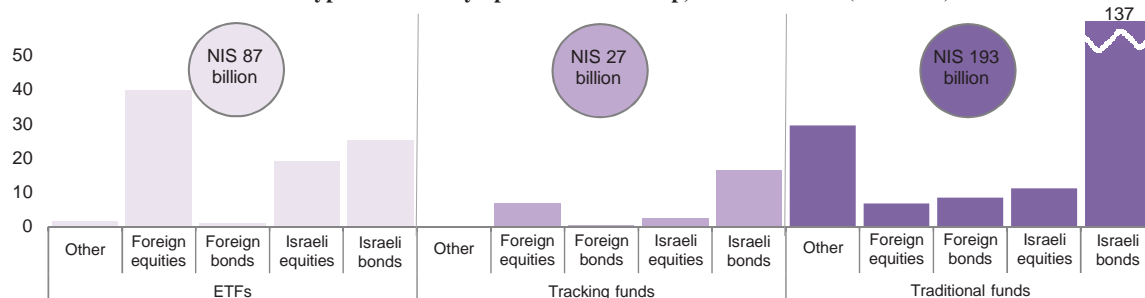 137
50
40
30
20
10
0
NIS 87
billion
NIS 27
billion
NIS 193
billion
Other
Foreign
equities
Foreign
bonds
Israeli
equities
Israeli
bonds
Other
Foreign
equities
Foreign
bonds
Israeli
equities
Israeli
bonds
Other
Foreign
equities
Foreign
bonds
Israeli
equities
Israeli
bonds
ETFs
Tracking funds
Traditional funds